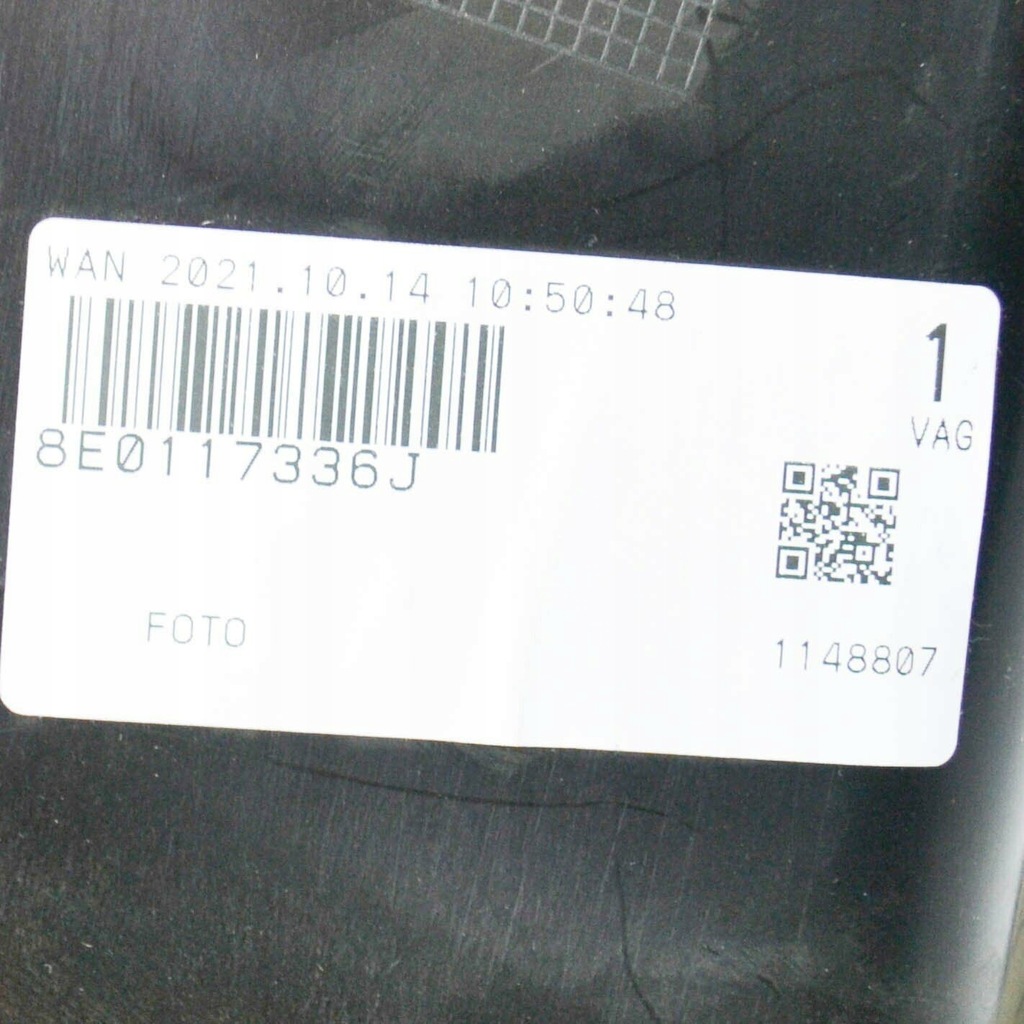 WAN 2021.10.14 10:50:48
1
VAG
8E0117336J
FOTO
1148807